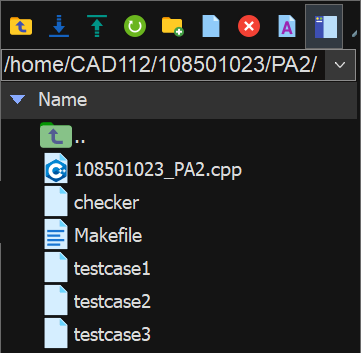 /home/CAD112/108501023/PA2/
Name
..
108501023_PA2.cpp
checker
Makefile
testcase1
testcase2
testcase3